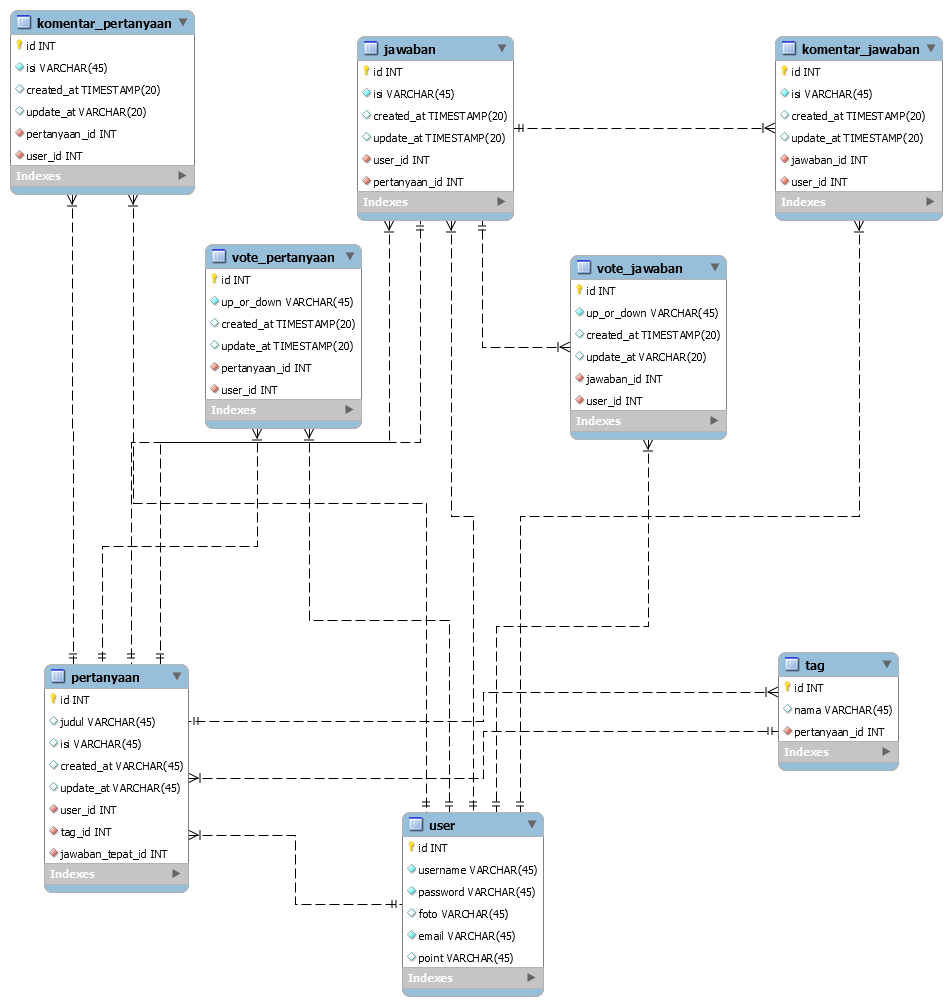 komentar_pertanyaan
id INT
isi VARCHAR(45)
created_at TIMESTAMP(20)
update_at VARCHAR(20)
pertanyaan_id INT
user_id INT
Indexes
jawaban
id INT
isi VARCHAR(45)
created_at TIMESTAMP(20)
update_at TIMESTAMP(20)
user_id INT
pertanyaan_id INT
Indexes
komentar_jawaban
id INT
isi VARCHAR(45)
created_at TIMESTAMP(20)
update_at TIMESTAMP(20)
jawaban_id INT
user_id INT
Indexes
vote_pertanyaan
id INT
up_or_down VARCHAR(45)
created_at TIMESTAMP(20)
update_at TIMESTAMP(20)
pertanyaan_id INT
user_id INT
Indexes
vote_jawaban
id INT
up_or_down VARCHAR(45)
created_at TIMESTAMP(20)
update_at VARCHAR(20)
jawaban_id INT
user_id INT
Indexes
pertanyaan
id INT
judul VARCHAR(45)
isi VARCHAR(45)
created_at VARCHAR(45)
update_at VARCHAR(45)
user_id INT
tag_id INT
jawaban_tepat_id INT
Indexes
tag
id INT
nama VARCHAR(45)
pertanyaan_id INT
Indexes
user
id INT
username VARCHAR(45)
password VARCHAR(45)
foto VARCHAR(45)
email VARCHAR(45)
point VARCHAR(45)
Indexes